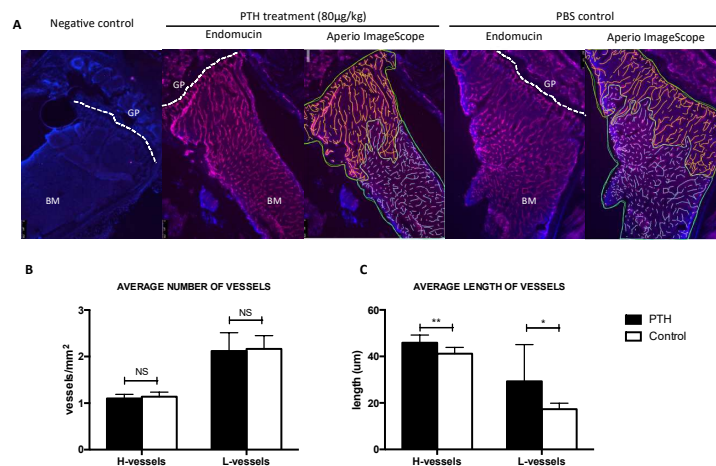 A
Negative control
PTH treatment (80µg/kg)
PBS control
Endomucin
Aperio ImageScope
Endomucin
Aperio ImageScope
GP
BM
GP
BM
GP
BM
B
AVERAGE NUMBER OF VESSELS
vessels/mm2
3
2
1
0
NS
NS
H-vessels
L-vessels
C
AVERAGE LENGTH OF VESSELS
length (um)
60
40
20
0
**
*
H-vessels
L-vessels
PTH
Control